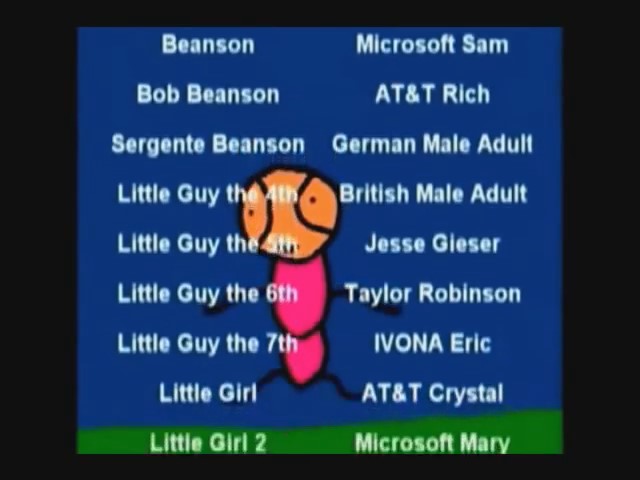 Beanson Microsoft Sam
Bob Beanson AT&T Rich
Sergente Beanson German Male Adult
Little Guy the 4th British Male Adult
Little Guy the 5th Jesse Gieser
Little Guy the 6th Taylor Robinson
Little Guy the 7th IVONA Eric
Little Girl AT&T Crystal
Little Girl 2 Microsoft Mary